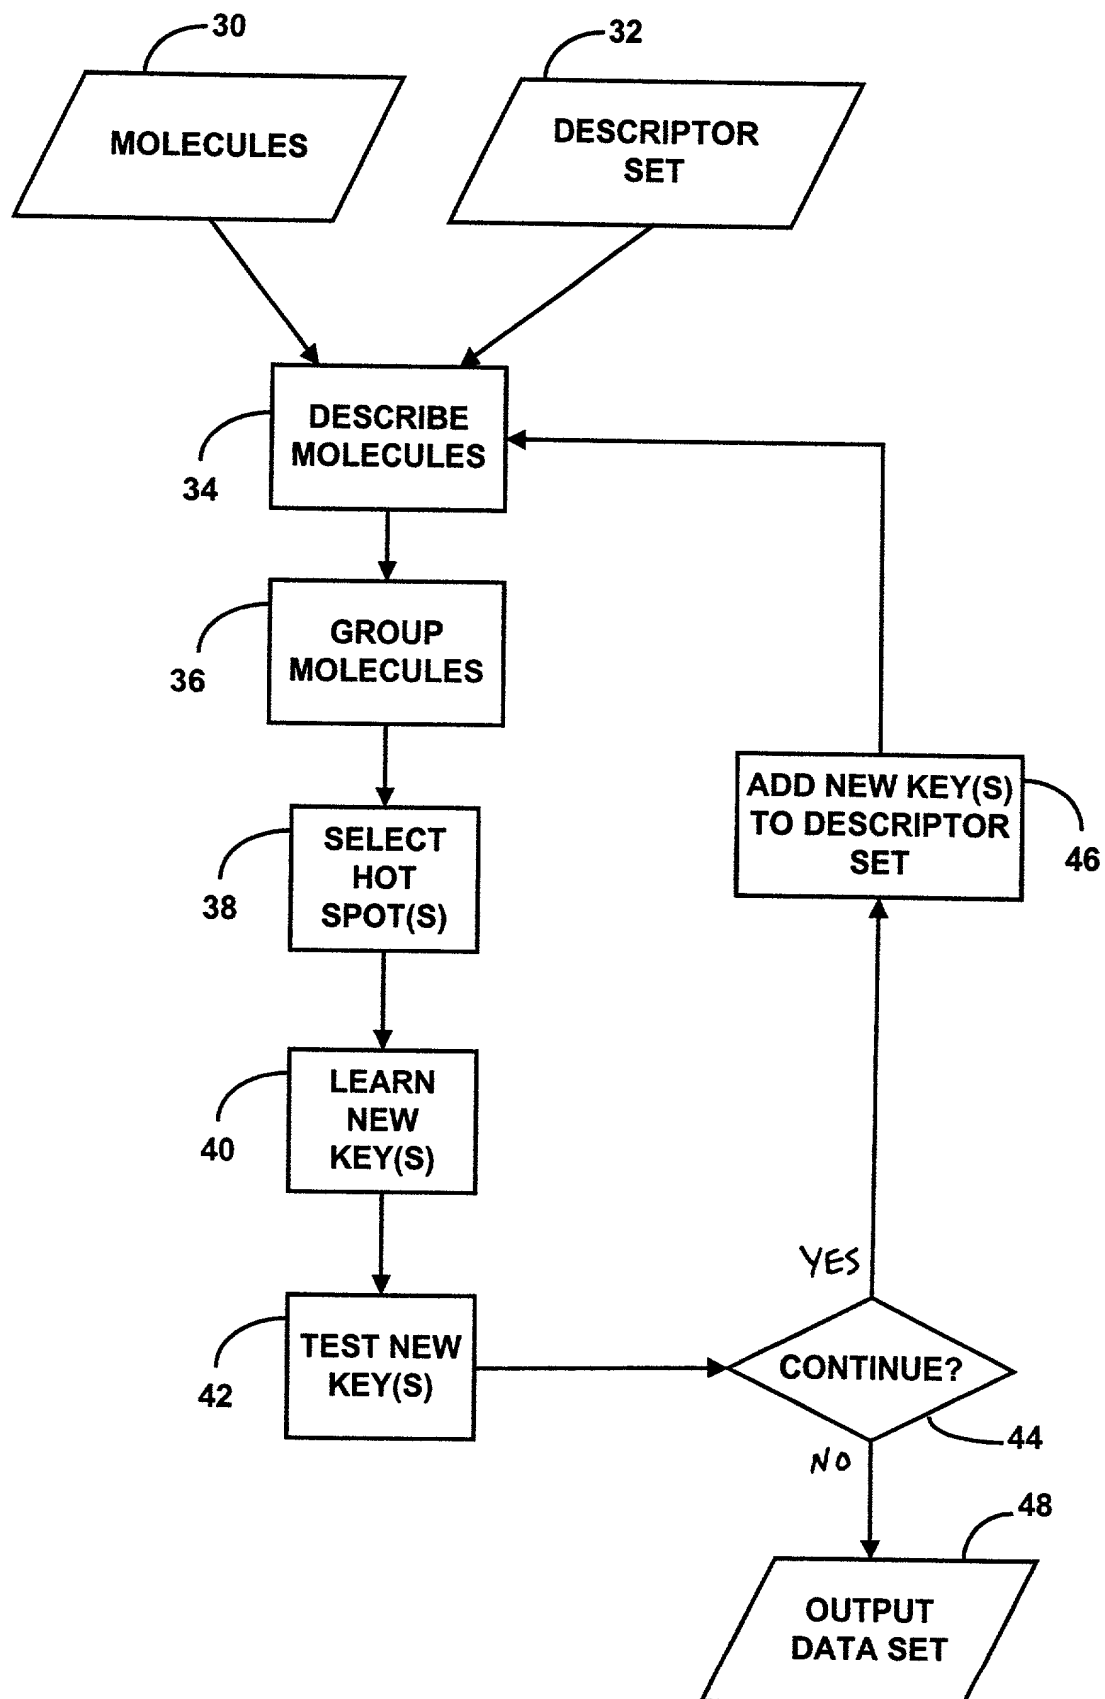 30
32
MOLECULES
DESCRIPTOR
SET
DESCRIBE
MOLECULES
34
GROUP
MOLECULES
36
ADD NEW KEY(S)
TO DESCRIPTOR
SET
46
SELECT
HOT
SPOT(S)
38
LEARN
NEW
KEY(S)
40
YES
TEST NEW
KEY(S)
42
CONTINUE?
44
NO
48
OUTPUT
DATA SET